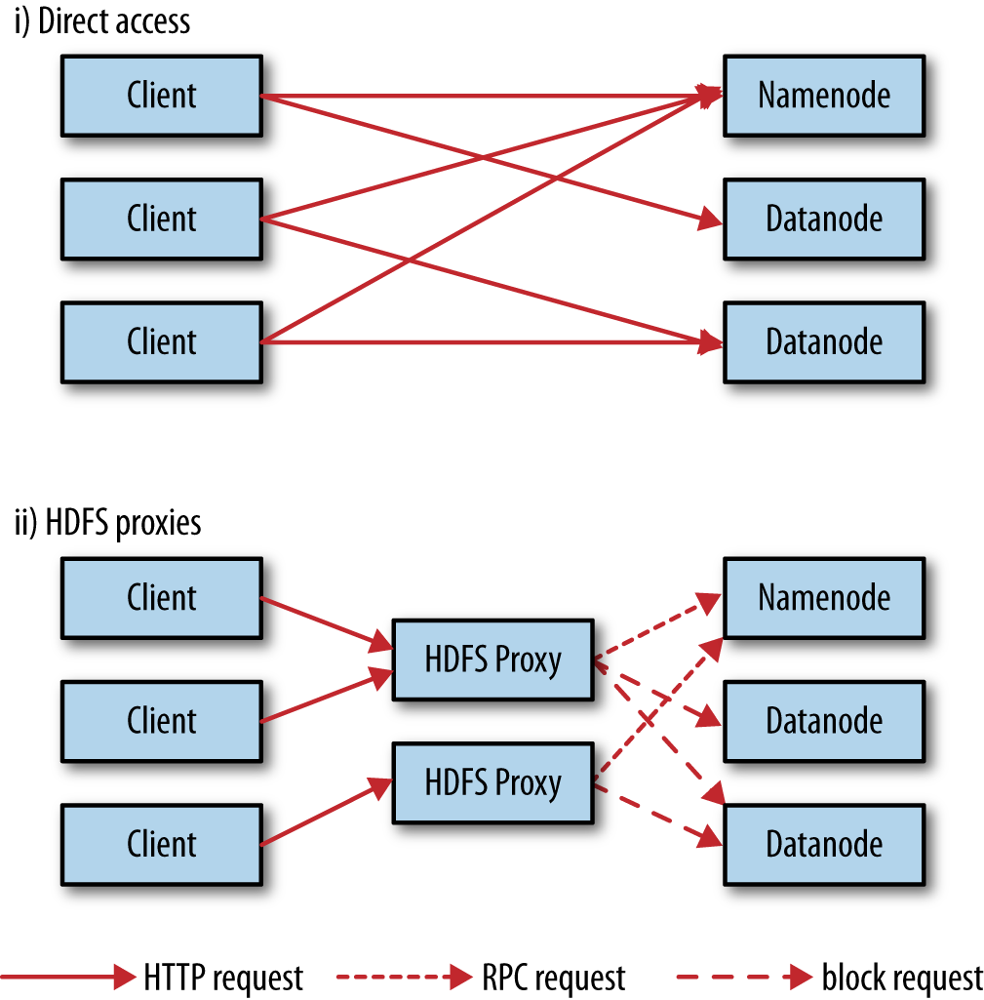 i) Direct access
Client
Namenode
Client
Datanode
Client
Datanode
ii) HDFS proxies
Client
Namenode
HDFS Proxy
Client
Datanode
HDFS Proxy
Client
Datanode
HTTP request
RPC request
block request